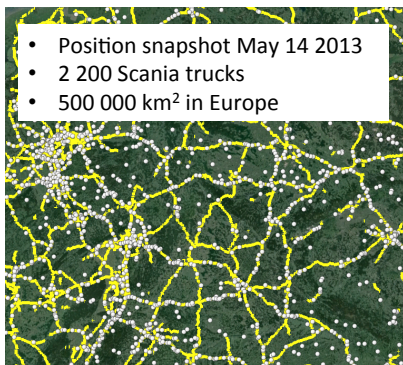 • Position snapshot May 14 2013
• 2 200 Scania trucks
• 500 000 km² in Europe